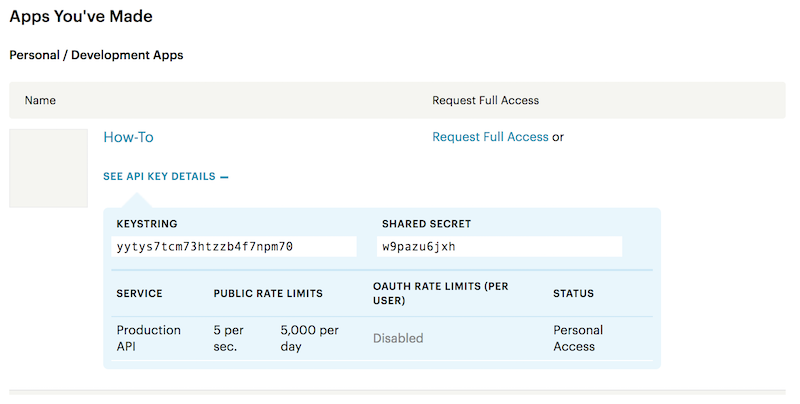 Apps You've Made
Personal / Development Apps
Name Request Full Access
How-To Request Full Access or
SEE API KEY DETAILS –
KEYSTRING SHARED SECRET
yytys7tcm73htzzb4f7npm70 w9pazu6jxh
SERVICE PUBLIC RATE LIMITS OAUTH RATE LIMITS (PER
USER) STATUS
Production
API
5 per
sec.
5,000 per
day
Disabled
Personal
Access